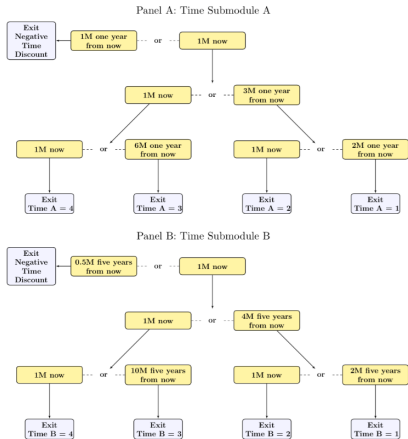 Panel A: Time Submodule A
Exit
Negative
Time
Discount
1M one year
from now
or
1M now
1M now
or
3M one year
from now
1M now
or
6M one year
from now
1M now
or
2M one year
from now
Exit
Time A = 4
Exit
Time A = 3
Exit
Time A = 2
Exit
Time A = 1
Panel B: Time Submodule B
Exit
Negative
Time
Discount
0.5M five years
from now
or
1M now
1M now
or
4M five years
from now
1M now
or
10M five years
from now
1M now
or
2M five years
from now
Exit
Time B = 4
Exit
Time B = 3
Exit
Time B = 2
Exit
Time B = 1